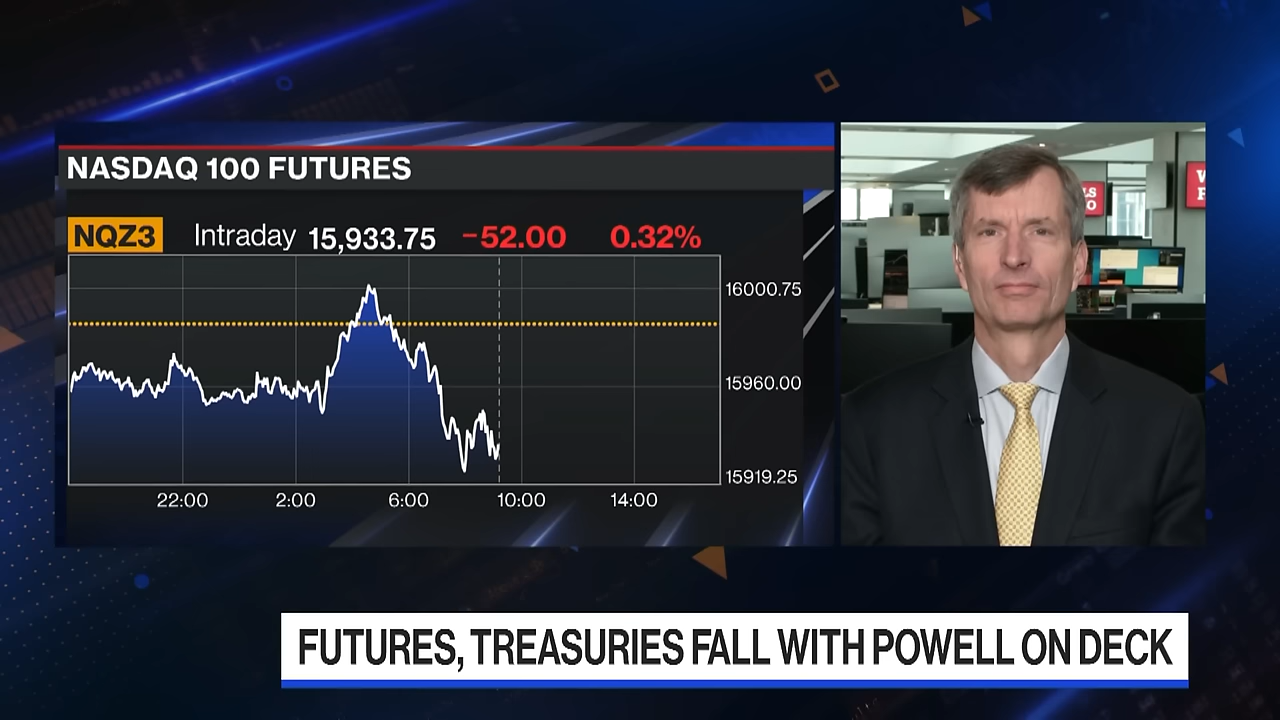 NASDAQ 100 FUTURES
NQZ3 Intraday 15,933.75 -52.00 0.32%
16000.75
15960.00
15919.25
22:00 2:00 6:00 10:00 14:00
FUTURES, TREASURIES FALL WITH POWELL ON DECK